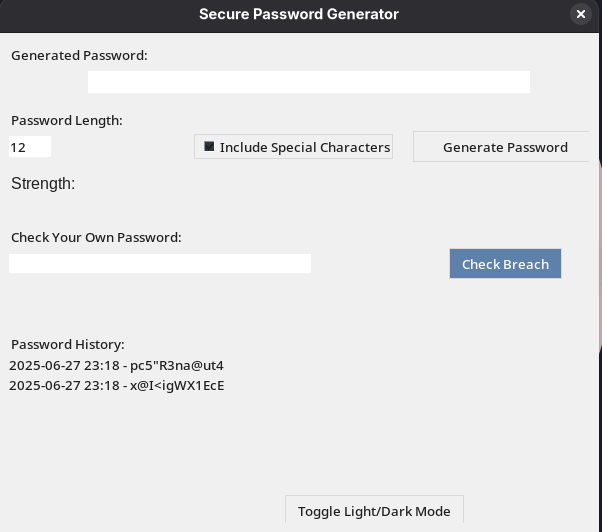 Secure Password Generator
Generated Password:
Password Length:
12
Include Special Characters
Generate Password
Strength:
Check Your Own Password:
Check Breach
Password History:
2025-06-27 23:18 - pc5"R3na@ut4
2025-06-27 23:18 - x@I<igWX1EcE
Toggle Light/Dark Mode